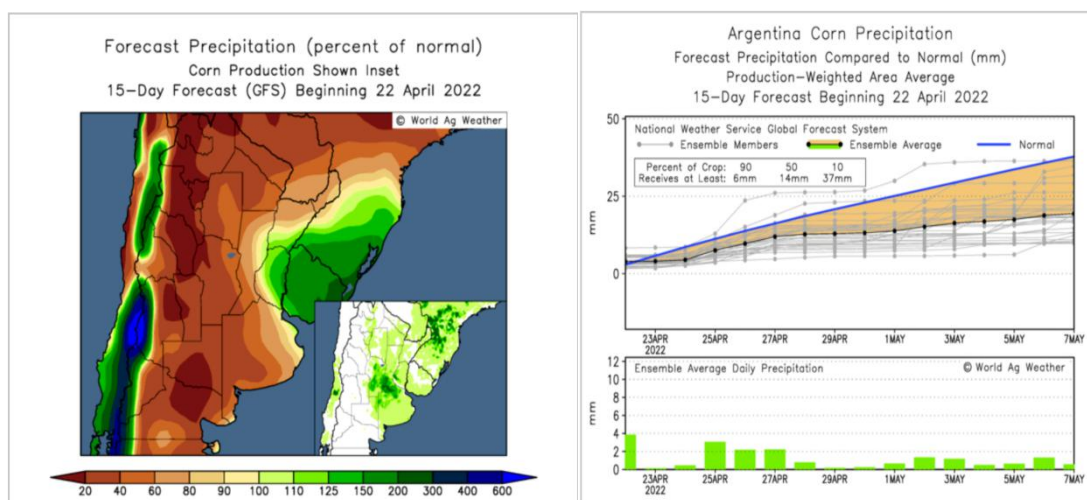 Forecast Precipitation (percent of normal)
Corn Production Shown Inset
15-Day Forecast (GFS) Beginning 22 April 2022
© World Ag Weather
20 40 60 80 90 100 110 125 150 200 300 400 600
Argentina Corn Precipitation
Forecast Precipitation Compared to Normal (mm)
Production-Weighted Area Average
15-Day Forecast Beginning 22 April 2022
50
National Weather Service Global Forecast System
Ensemble Members Ensemble Average Normal
Percent of Crop: 90 50 10
Receives at Least: 6mm 14mm 37mm
25
mm
0
23APR 25APR 27APR 29APR 1MAY 3MAY 5MAY 7MAY
2022
12
Ensemble Average Daily Precipitation © World Ag Weather
10
8
6
mm
4
2
0
23APR 25APR 27APR 29APR 1MAY 3MAY 5MAY 7MAY
2022